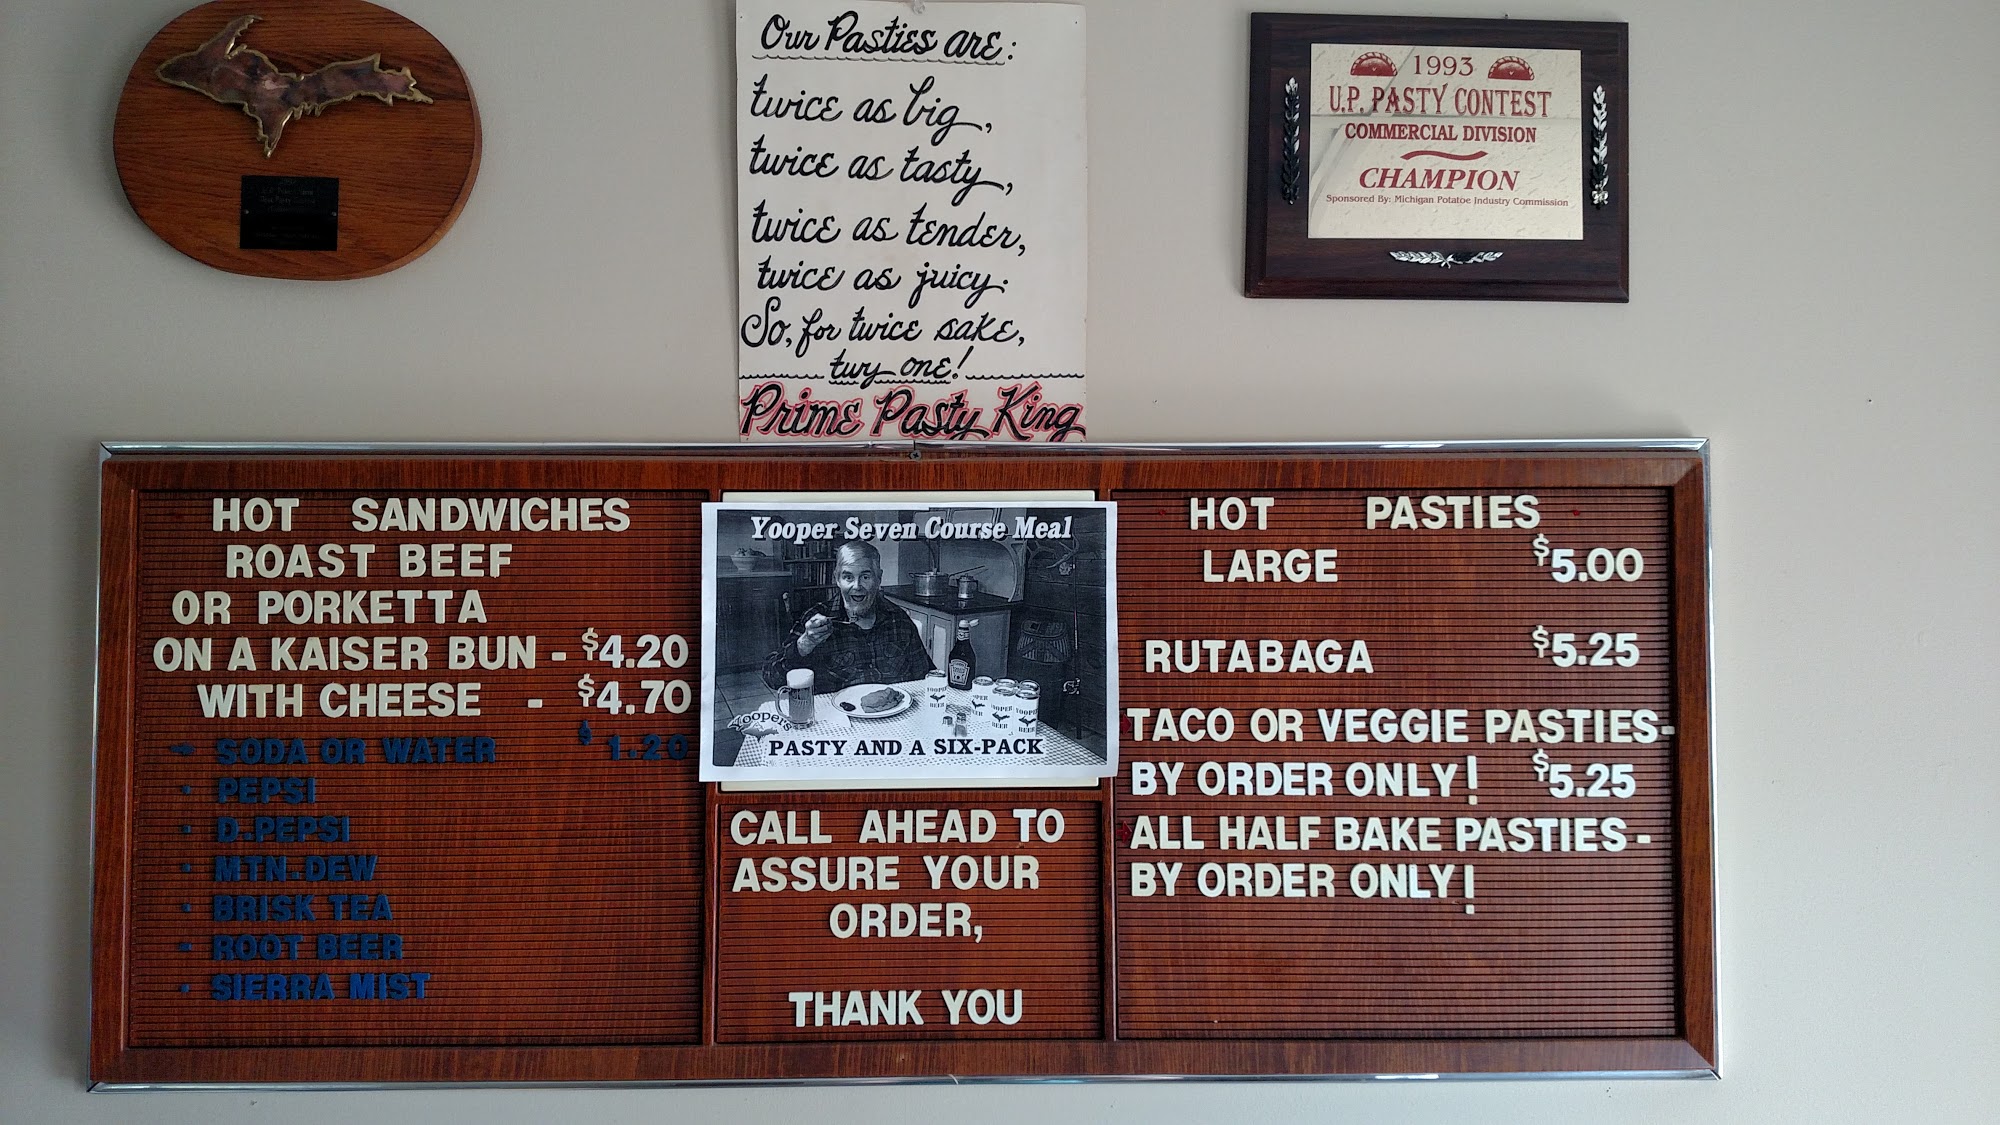 Our Pasties are:
twice as big,
twice as tasty,
twice as tender,
twice as juicy.
So, for twice sake,
twy one!
Prime Pasty King
1993
U.P. PASTY CONTEST
COMMERCIAL DIVISION
CHAMPION
Sponsored By: Michigan Potatoe Industry Commission
HOT SANDWICHES
ROAST BEEF
OR PORKETTA
ON A KAISER BUN - $4.20
WITH CHEESE - $4.70
- SODA OR WATER $1.20
· PEPSI
· D.PEPSI
· MTN.DEW
· BRISK TEA
· ROOT BEER
· SIERRA MIST
Yooper Seven Course Meal
Yoopers
PASTY AND A SIX-PACK
CALL AHEAD TO
ASSURE YOUR
ORDER,
THANK YOU
HOT PASTIES
LARGE $5.00
RUTABAGA $5.25
TACO OR VEGGIE PASTIES-
BY ORDER ONLY! $5.25
ALL HALF BAKE PASTIES -
BY ORDER ONLY!